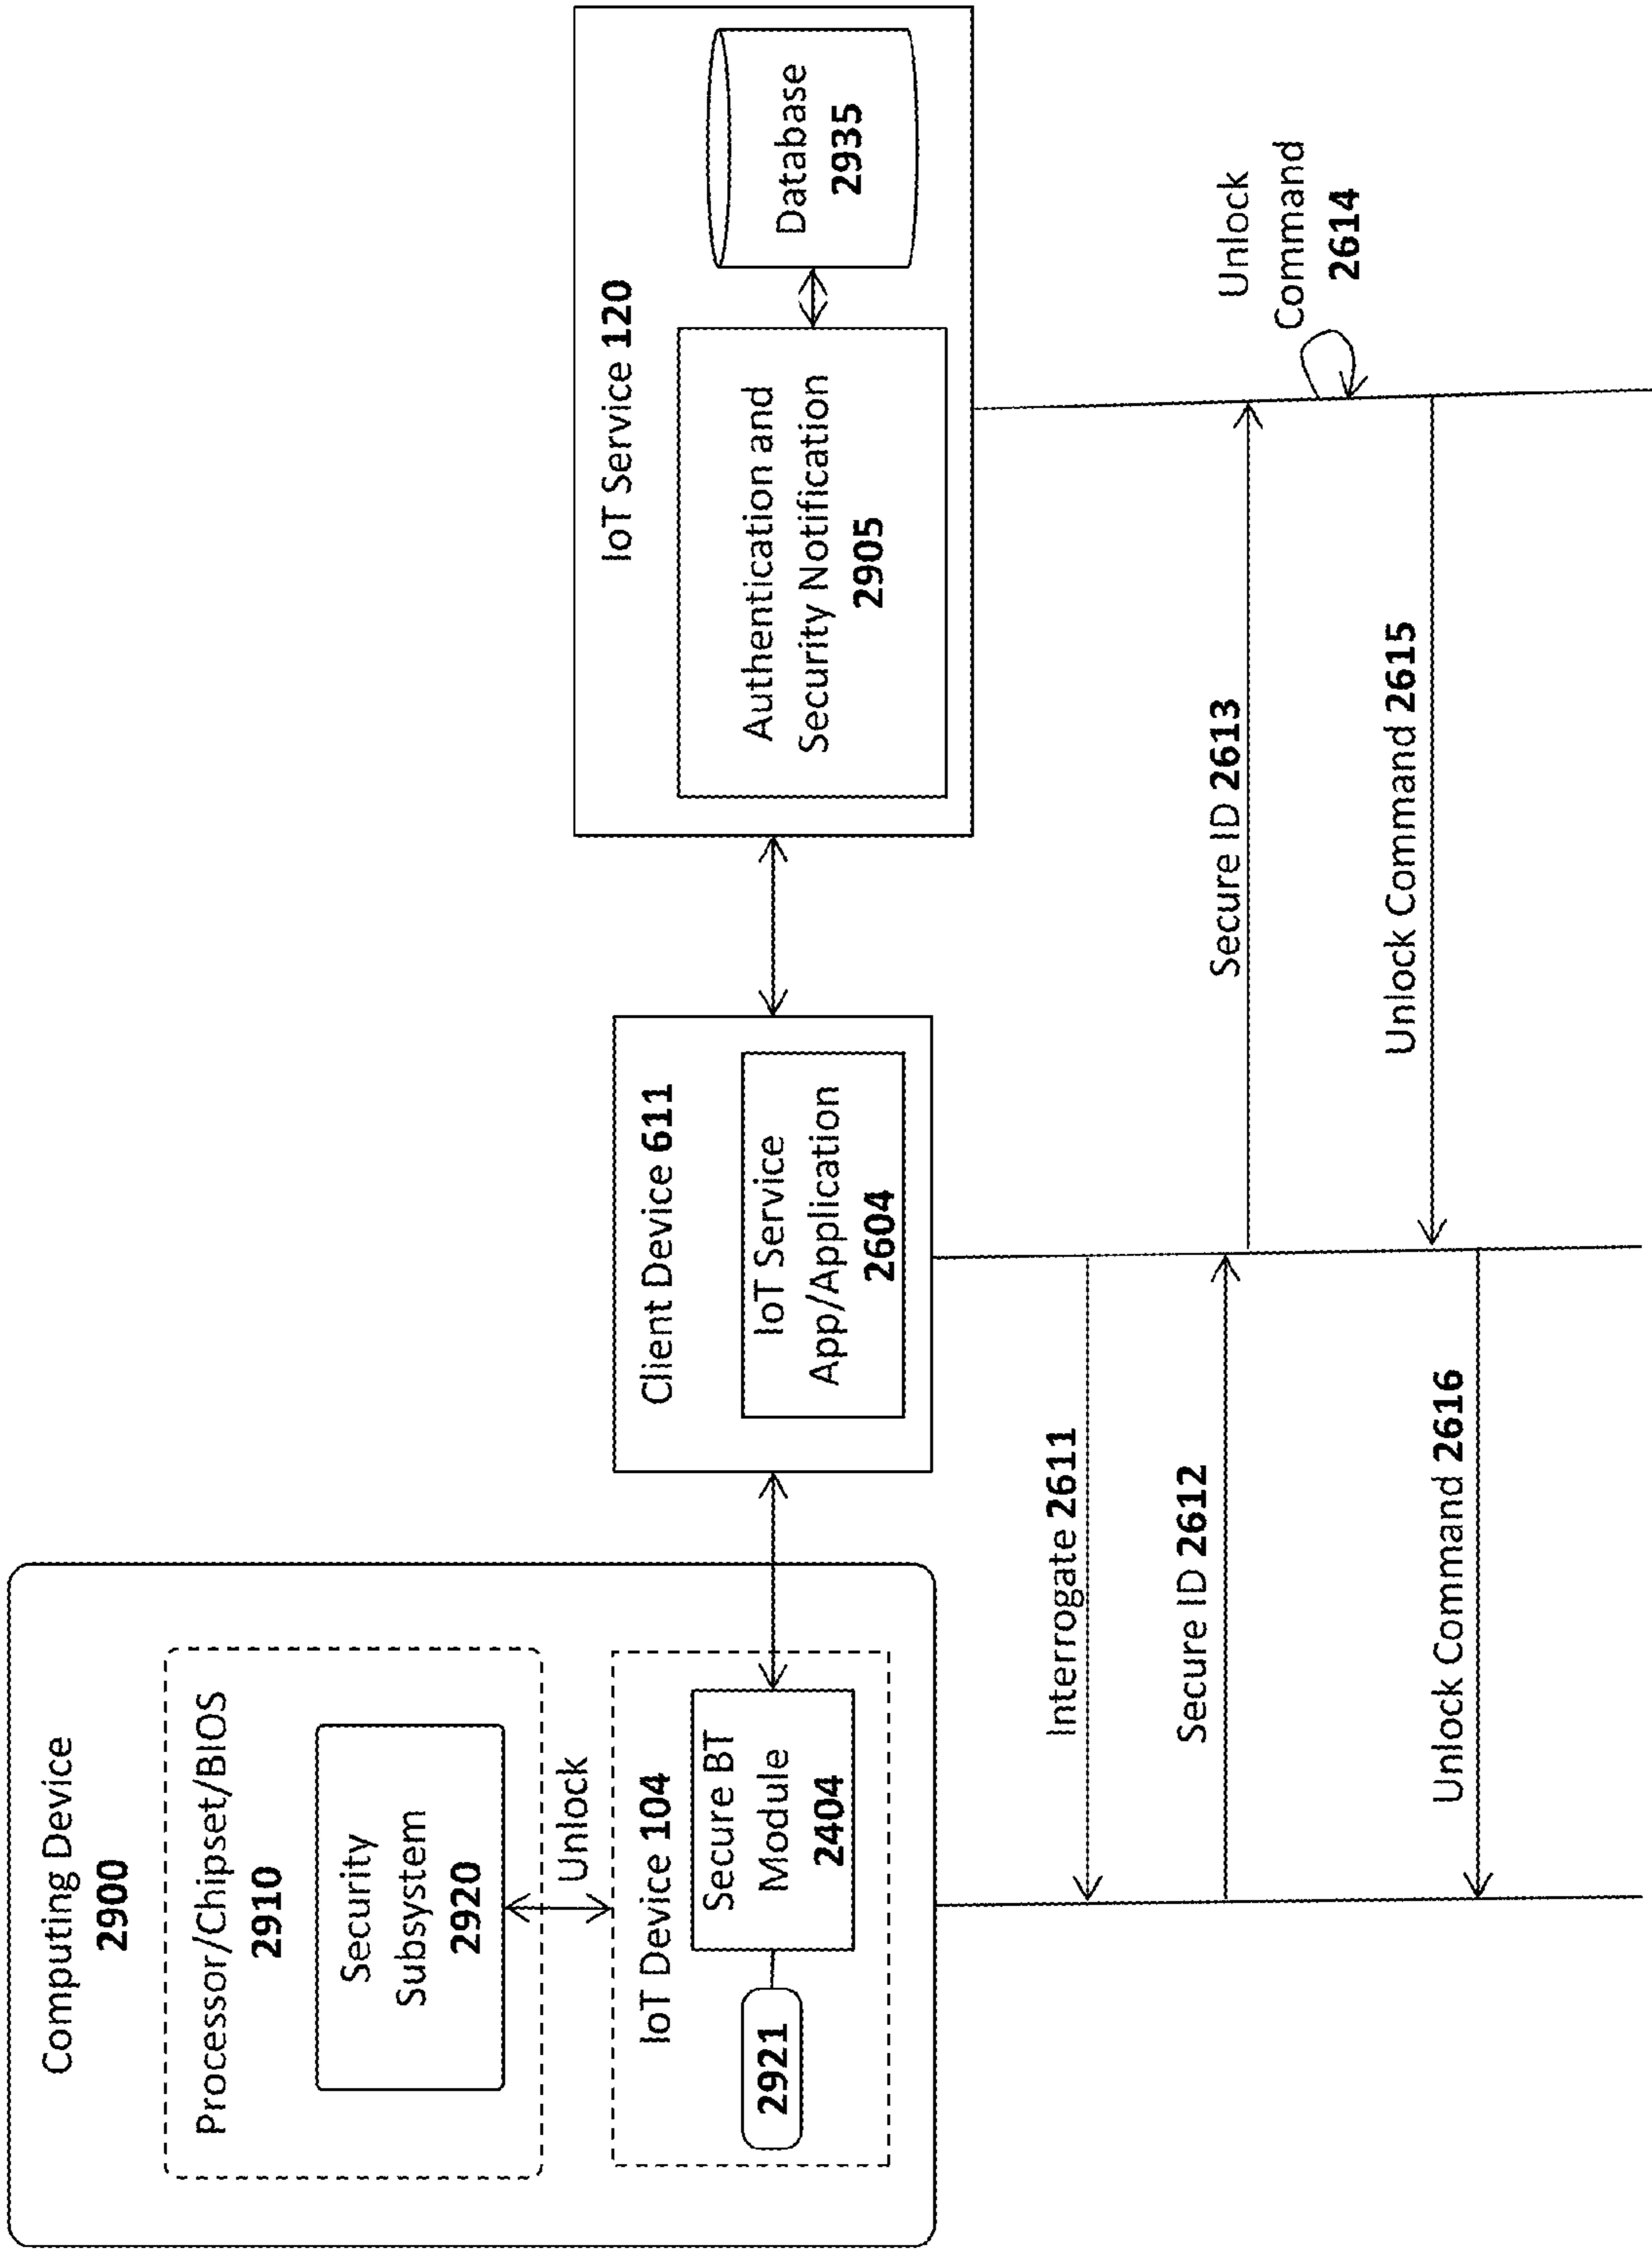 Computing Device
2900
Processor/Chipset/BIOS
2910
Security
Subsystem
2920
Unlock
IoT Device 104
Secure BT
Module
2404
2921
Client Device 611
IoT Service
App/Application
2604
IoT Service 120
Authentication and
Security Notification
2905
Database
2935
Interrogate 2611
Secure ID 2612
Secure ID 2613
Unlock
Command
2614
Unlock Command 2615
Unlock Command 2616